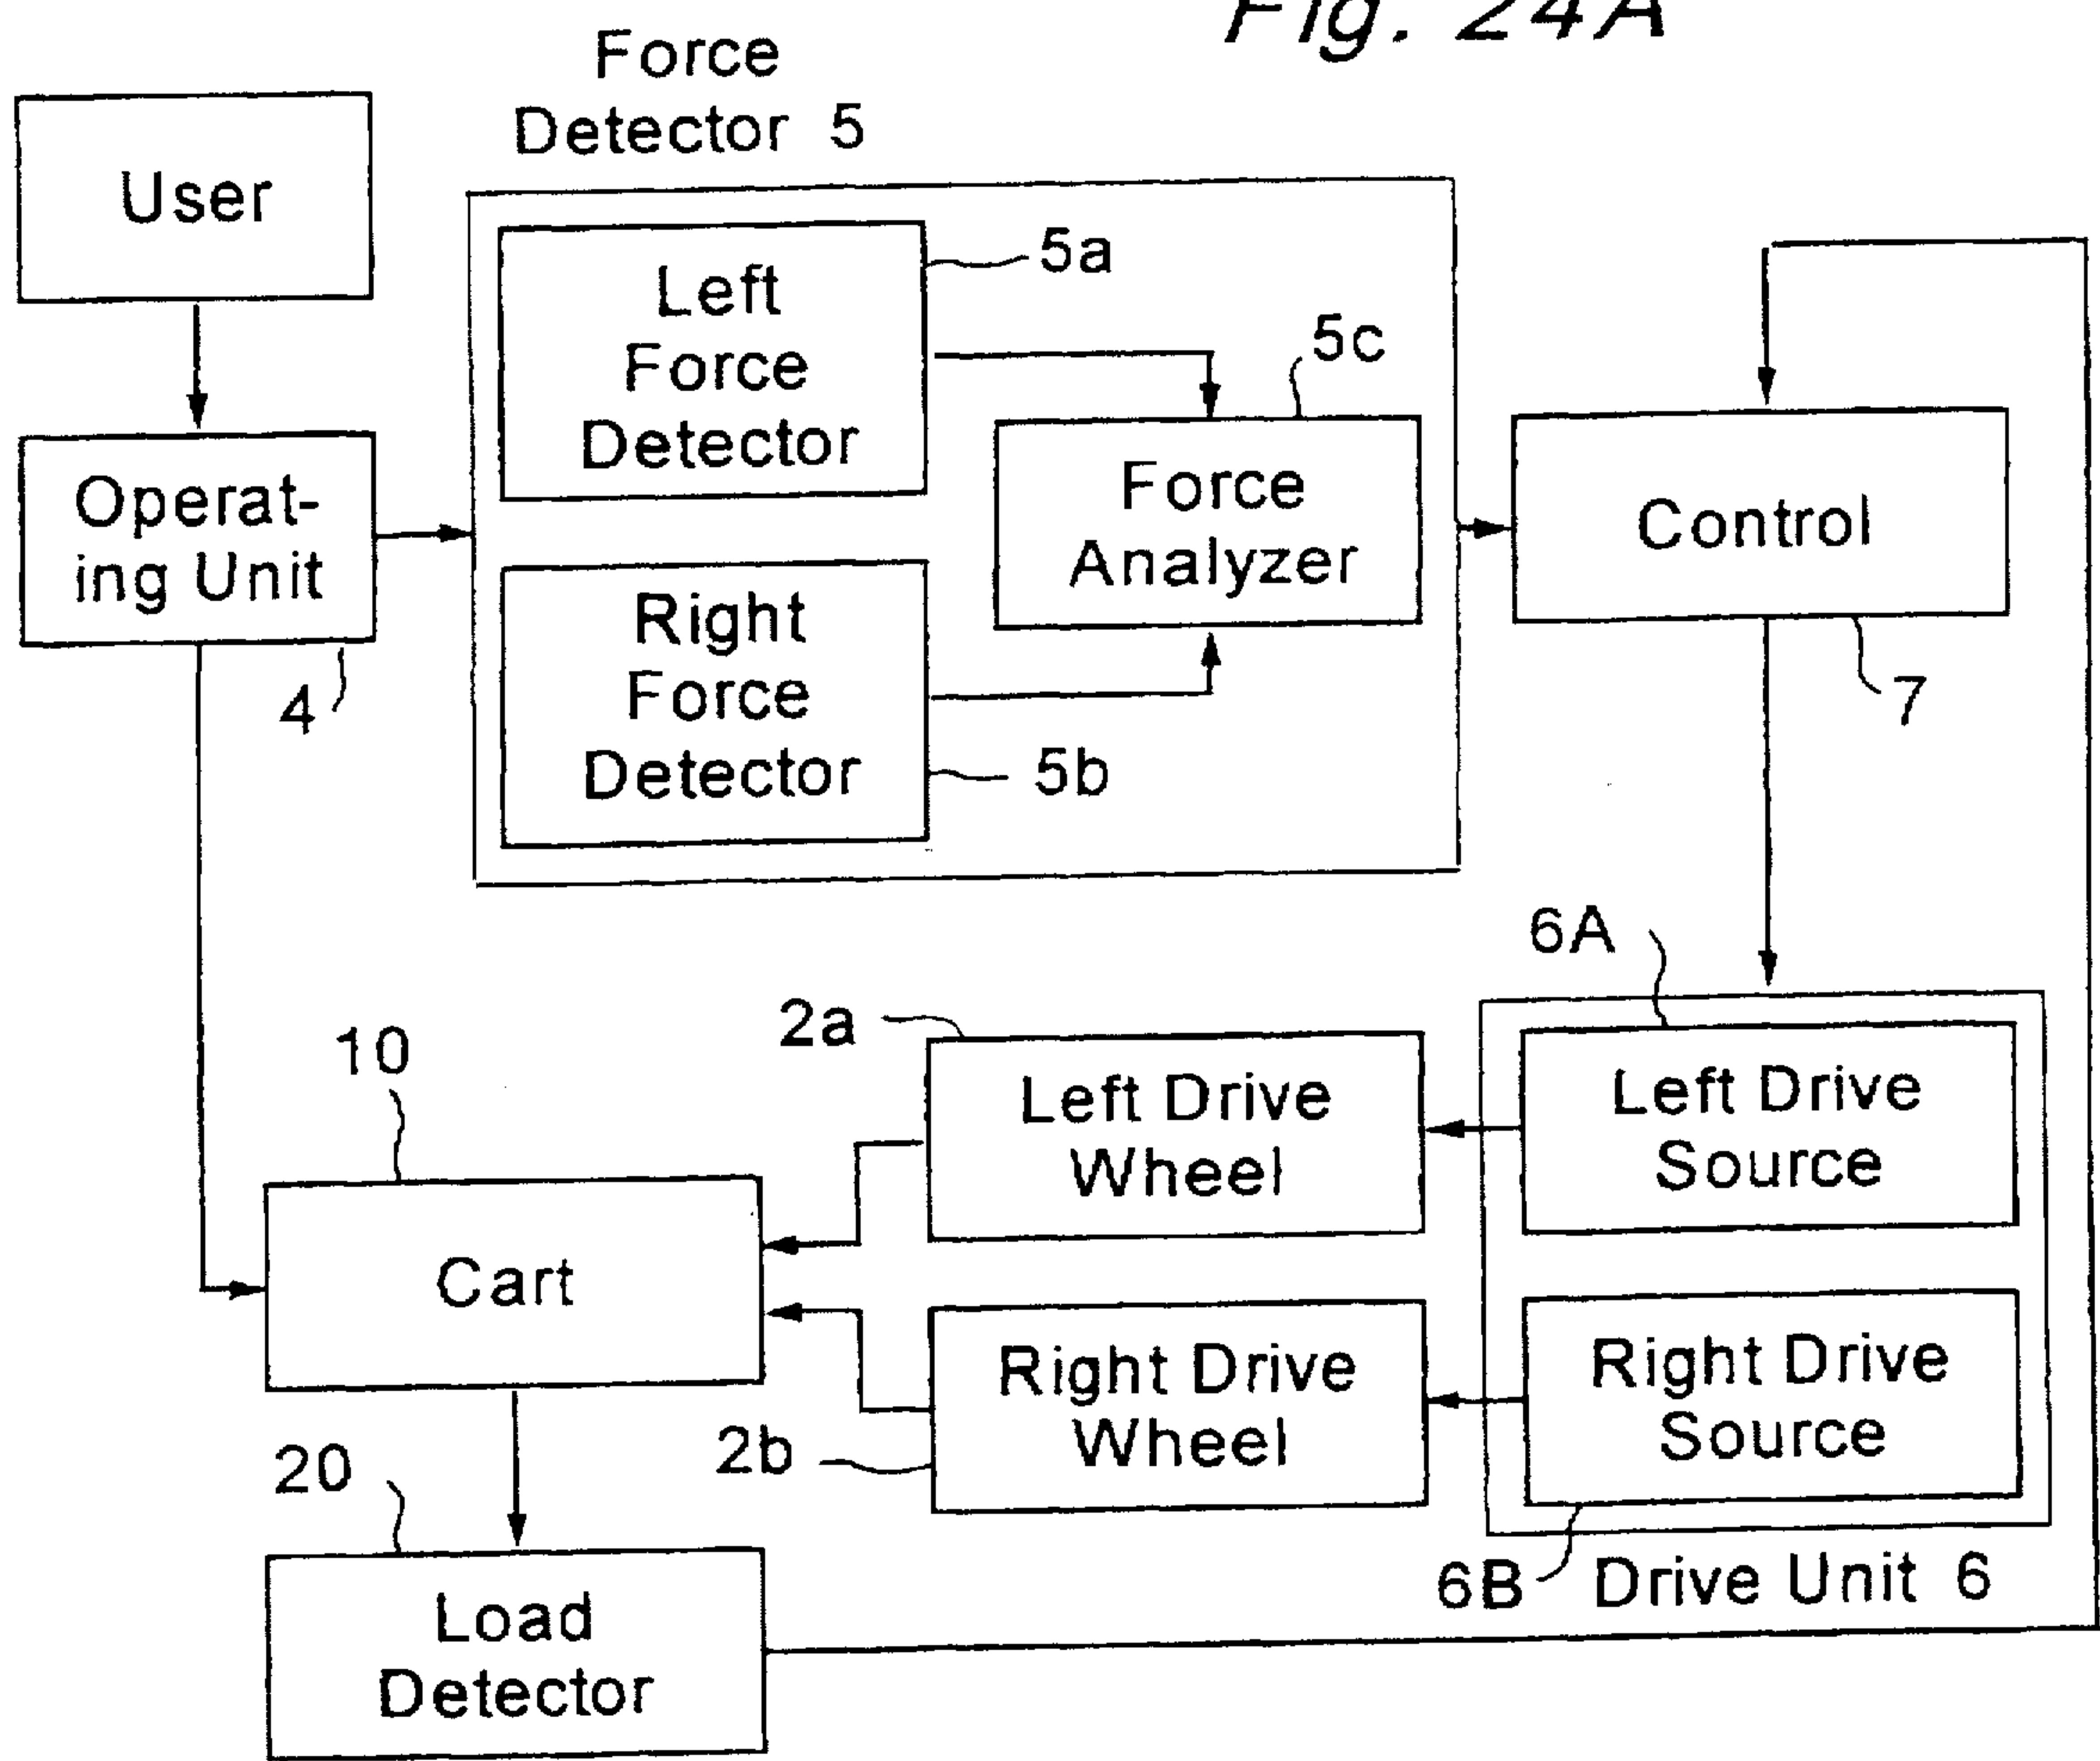 Fig. 24A
Force
Detector 5
User
Left
Force
Detector
5a
5c
Operat-
ing Unit
4
Force
Analyzer
Control
7
Right
Force
Detector
5b
6A
2a
10
Left Drive
Wheel
Left Drive
Source
Cart
Right Drive
Wheel
2b
Right Drive
Source
20
6B
Drive Unit 6
Load
Detector